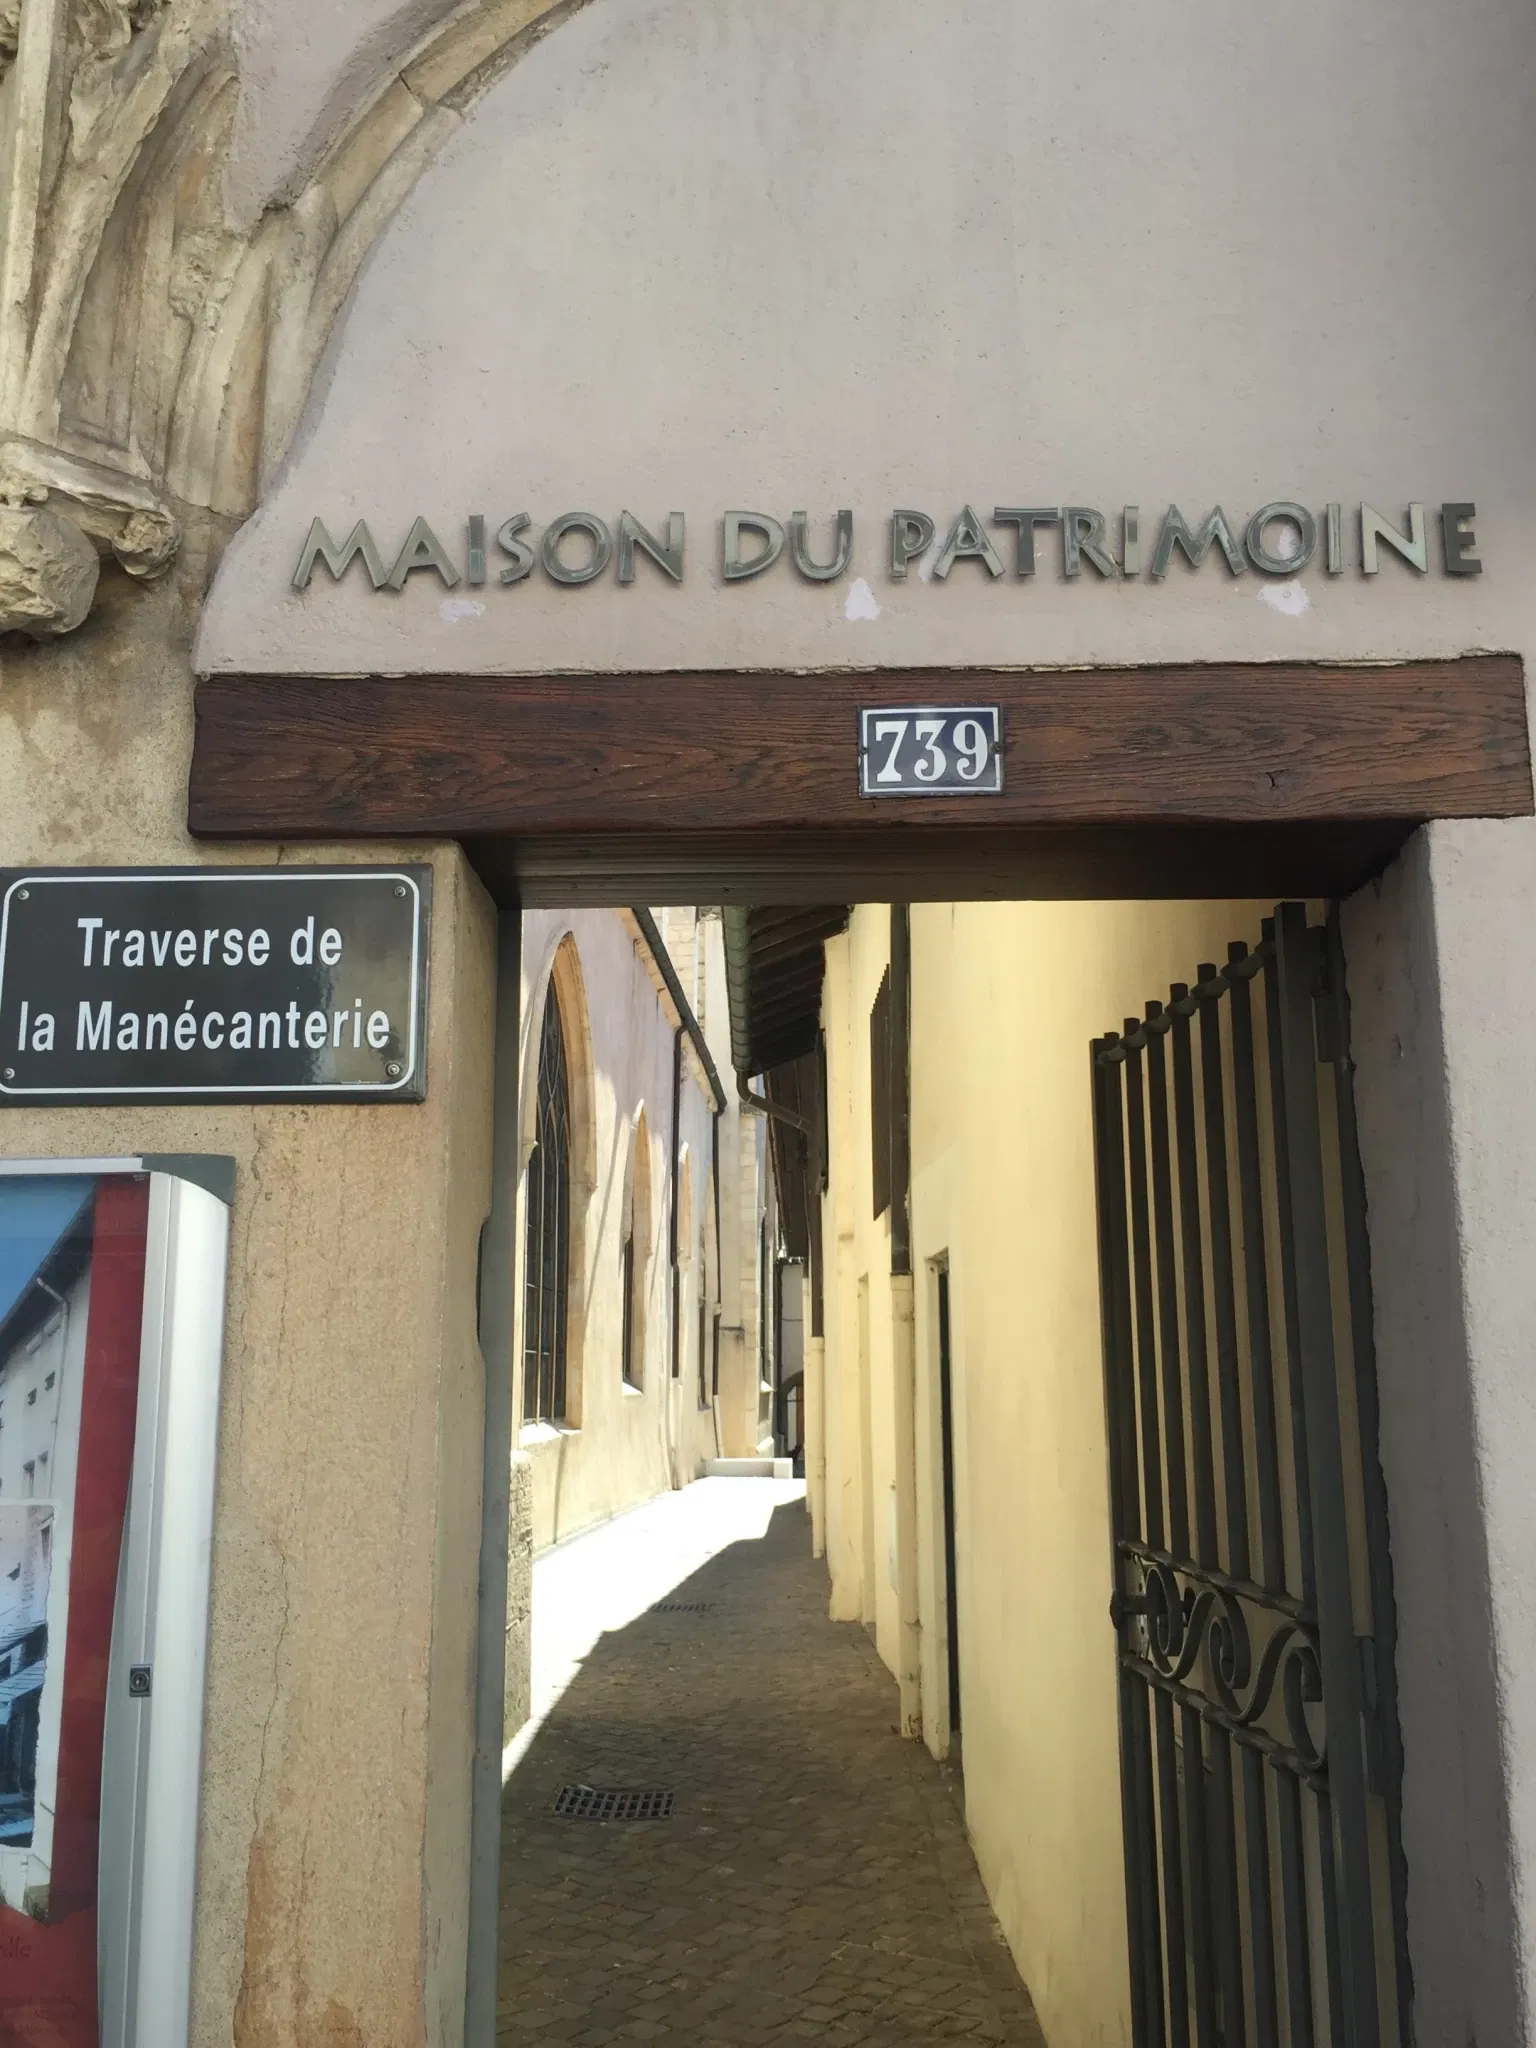 MAISON DU PATRIMOINE
739
Traverse de
la Manécanterie